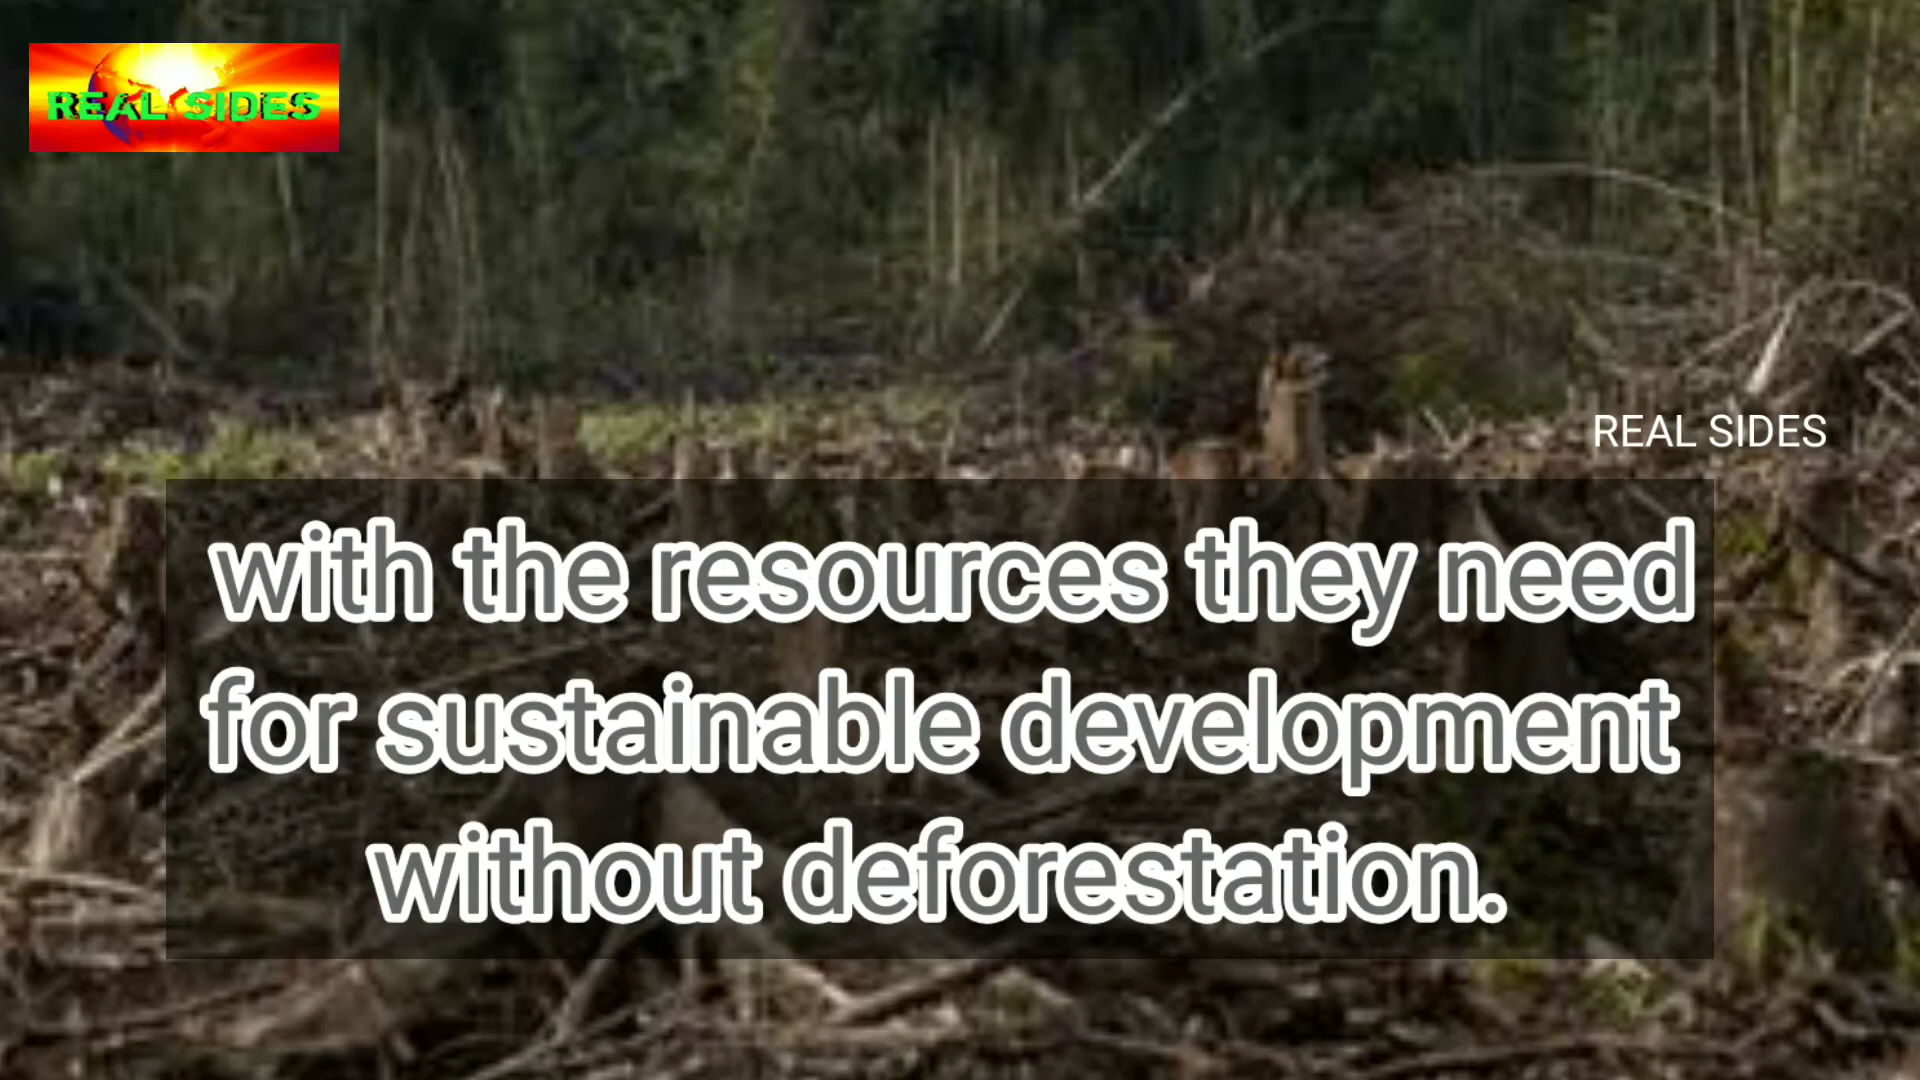 REAL SIDES
REAL SIDES
with the resources they need
for sustainable development
without deforestation.